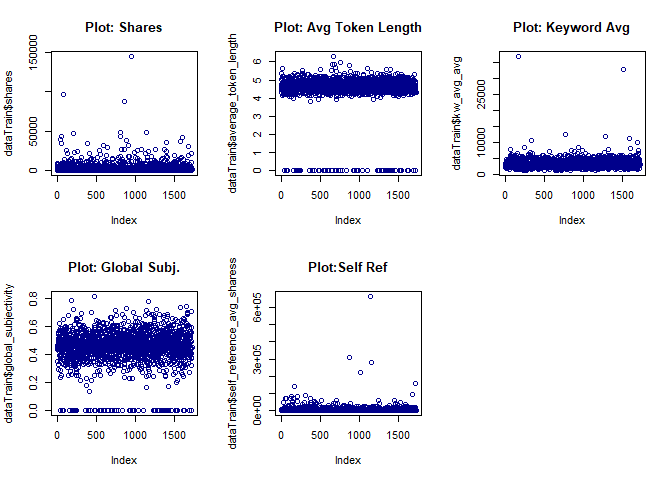 Plot: Shares
dataTrain$shares
0 50000 150000
0 500 1000 1500
Index
Plot: Avg Token Length
dataTrain$average_token_length
0 1 2 3 4 5 6
0 500 1000 1500
Index
Plot: Keyword Avg
dataTrain$kw_avg_avg
0 10000 25000
0 500 1000 1500
Index
Plot: Global Subj.
dataTrain$global_subjectivity
0.0 0.2 0.4 0.6 0.8
0 500 1000 1500
Index
Plot:Self Ref
dataTrain$self_reference_avg_sharess
0e+00 3e+05 6e+05
0 500 1000 1500
Index